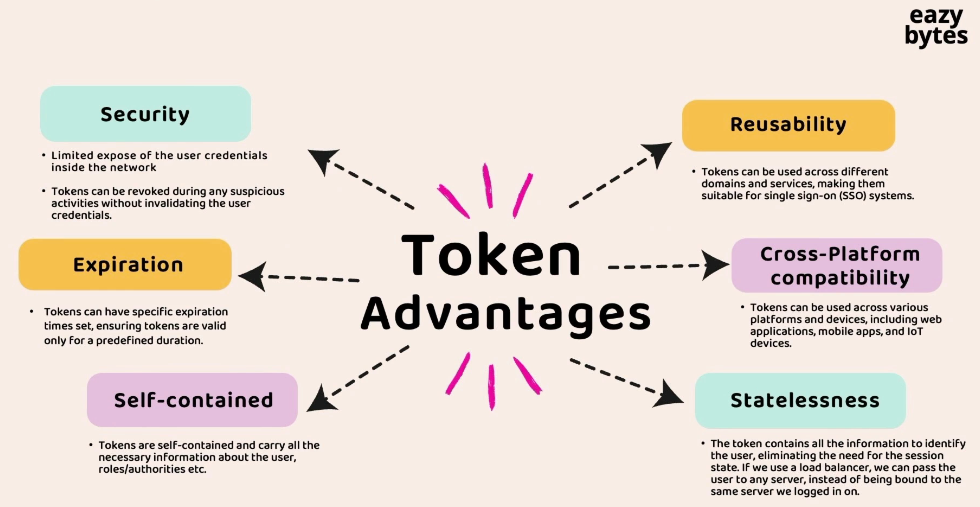 eazy
bytes
Security
• Limited expose of the user credentials
inside the network
• Tokens can be revoked during any suspicious
activities without invalidating the user
credentials.
Expiration
• Tokens can have specific expiration
times set, ensuring tokens are valid
only for a predefined duration.
Self-contained
• Tokens are self-contained and carry all the
necessary information about the user,
roles/authorities etc.
Token
Advantages
Reusability
• Tokens can be used across different
domains and services, making them
suitable for single sign-on (SSO) systems.
Cross-Platform
compatibility
• Tokens can be used across various
platforms and devices, including web
applications, mobile apps, and IoT
devices.
Statelessness
• The token contains all the information to identify
the user, eliminating the need for the session
state. If we use a load balancer, we can pass the
user to any server, instead of being bound to the
same server we logged in on.